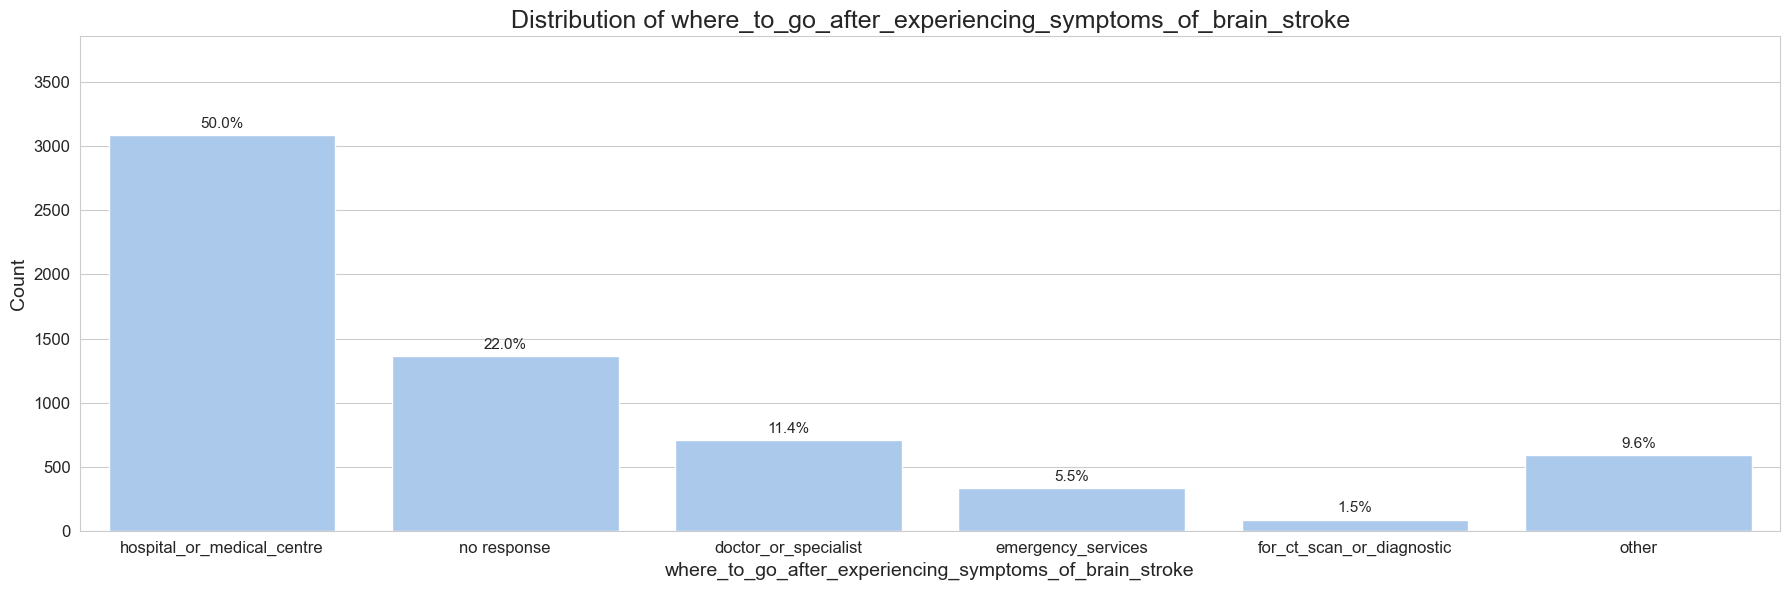 Distribution of where_to_go_after_experiencing_symptoms_of_brain_stroke
Count
3500
3000
2500
2000
1500
1000
500
0
50.0%
22.0%
11.4%
5.5%
1.5%
9.6%
hospital_or_medical_centre
no response
doctor_or_specialist
emergency_services
for_ct_scan_or_diagnostic
other
where_to_go_after_experiencing_symptoms_of_brain_stroke